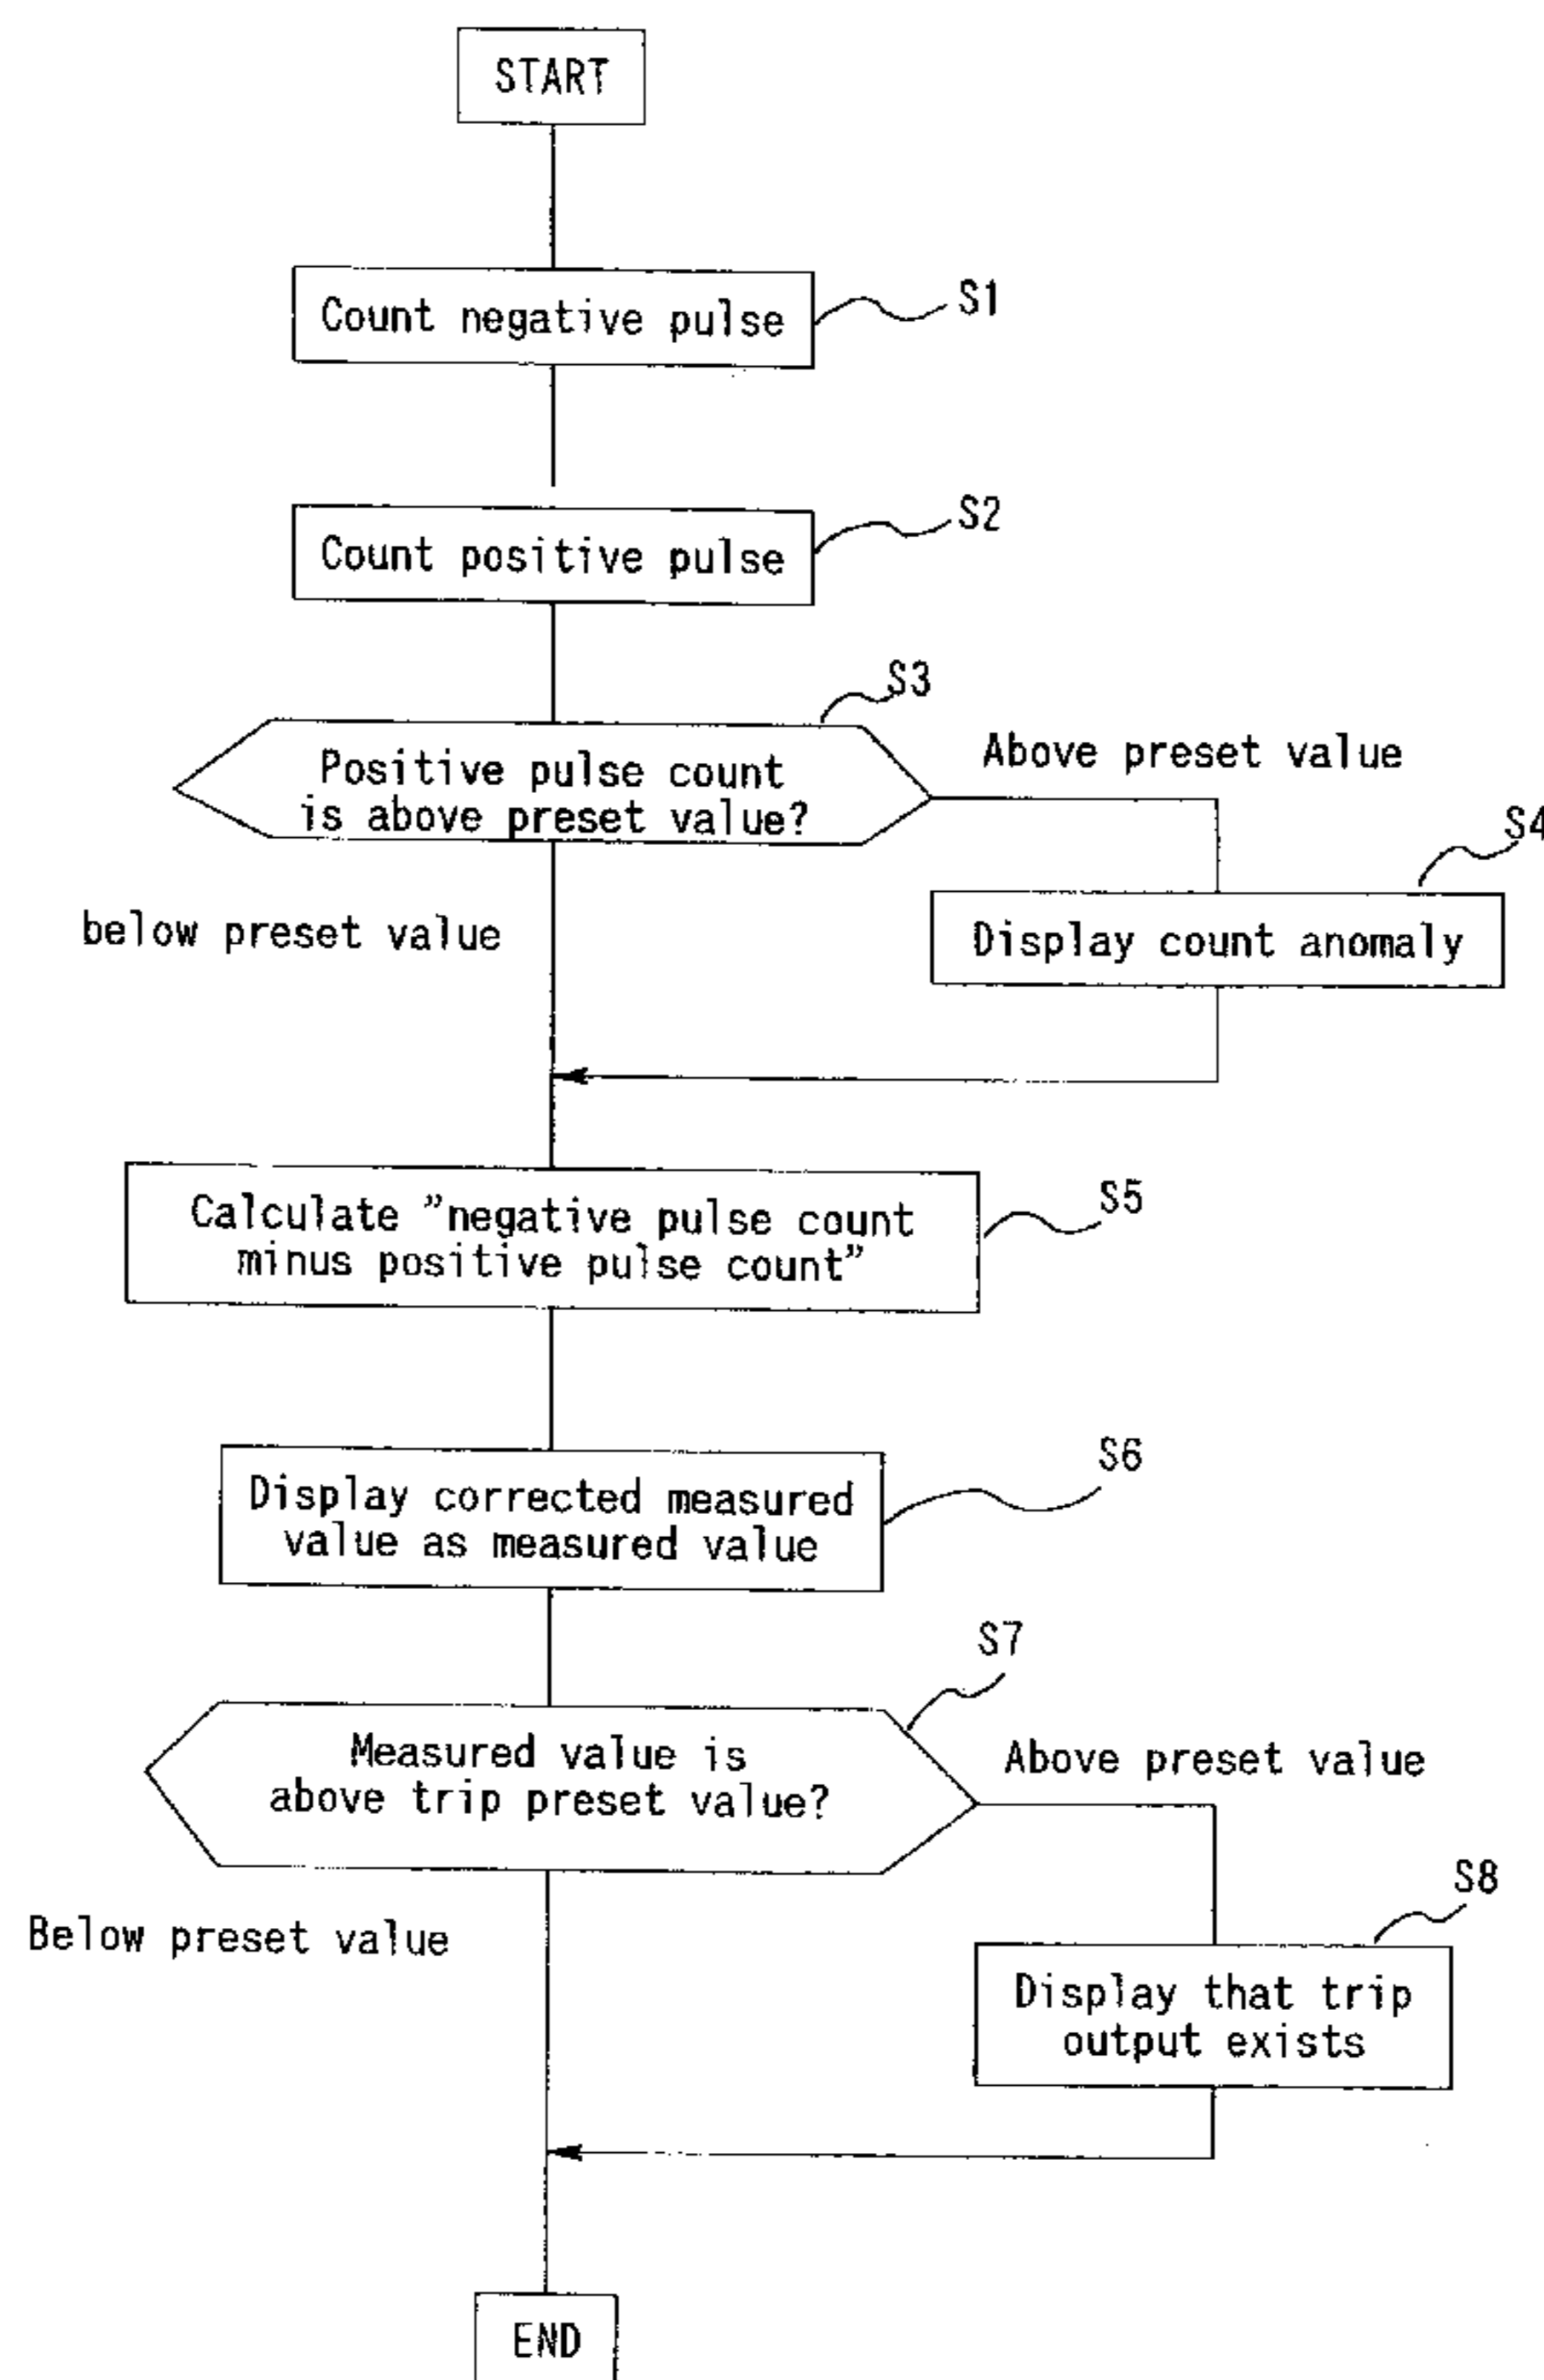 START
Count negative pulse
S1
Count positive pulse
S2
S3
Positive pulse count
is above preset value?
Above preset value
S4
Display count anomaly
below preset value
Calculate ”negative pulse count
minus positive pulse count”
S5
Display corrected measured
value as measured value
S6
S7
Measured value is
above trip preset value?
Above preset value
S8
Below preset value
Display that trip
output exists
END